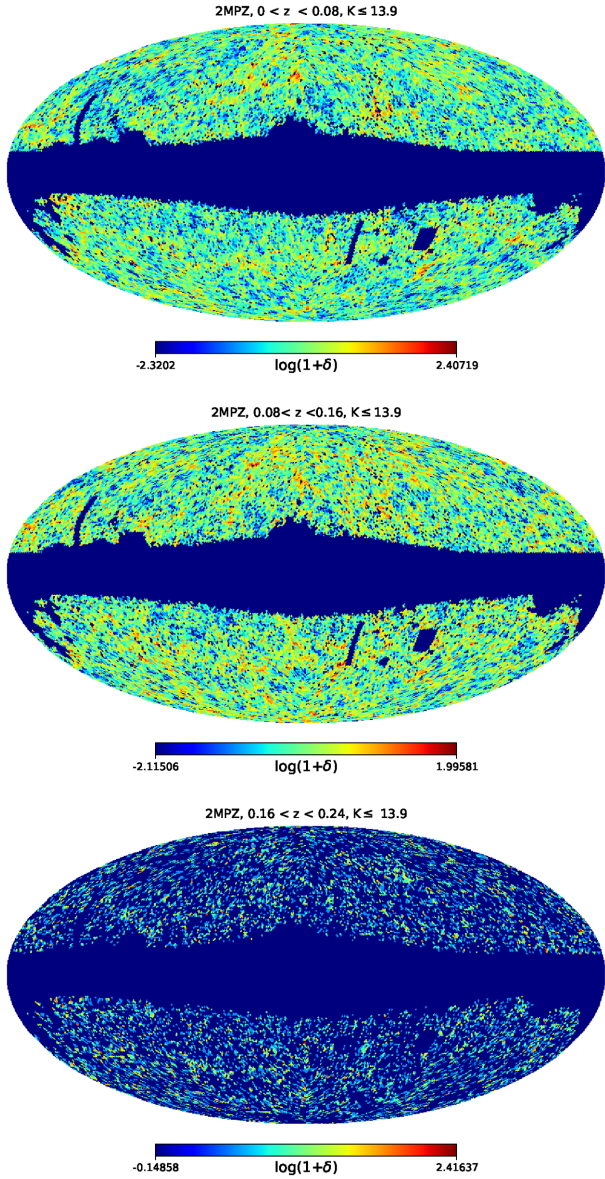 2MPZ, 0 < z < 0.08, K≤13.9
-2.3202 2.40719
log(1+δ)
2MPZ, 0.08< z <0.16, K≤13.9
-2.11506 1.99581
log(1+δ)
2MPZ, 0.16 < z < 0.24, K≤ 13.9
-0.14858 2.41637
log(1+δ)